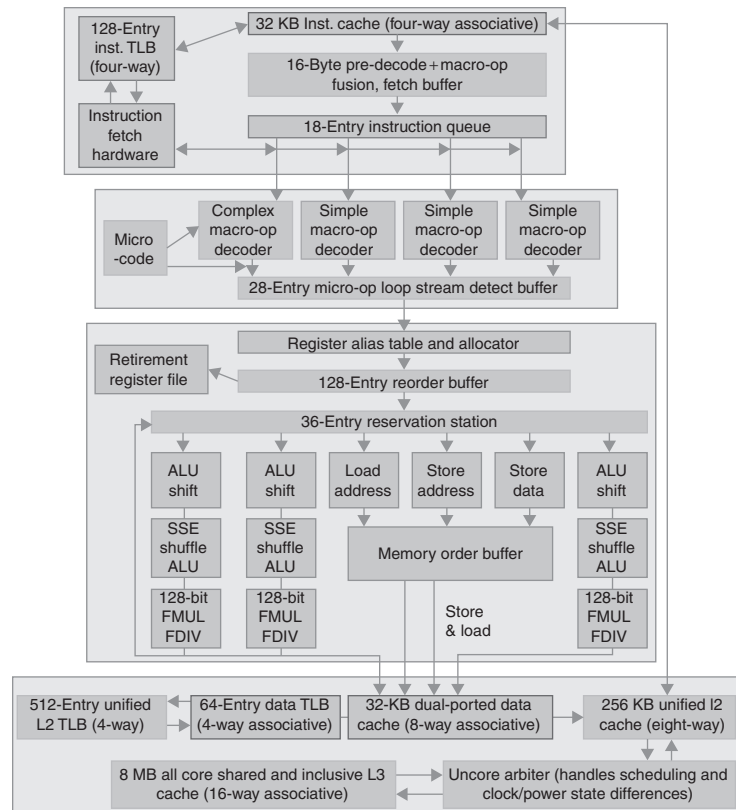 128-Entry
inst. TLB
(four-way)
32 KB Inst. cache (four-way associative)
16-Byte pre-decode+macro-op
fusion, fetch buffer
Instruction
fetch
hardware
18-Entry instruction queue
Micro
-code
Complex
macro-op
decoder
Simple
macro-op
decoder
Simple
macro-op
decoder
Simple
macro-op
decoder
28-Entry micro-op loop stream detect buffer
Register alias table and allocator
Retirement
register file
128-Entry reorder buffer
36-Entry reservation station
ALU
shift
ALU
shift
Load
address
Store
address
Store
data
ALU
shift
SSE
shuffle
ALU
SSE
shuffle
ALU
Memory order buffer
SSE
shuffle
ALU
128-bit
FMUL
FDIV
128-bit
FMUL
FDIV
Store
& load
128-bit
FMUL
FDIV
512-Entry unified
L2 TLB (4-way)
64-Entry data TLB
(4-way associative)
32-KB dual-ported data
cache (8-way associative)
256 KB unified l2
cache (eight-way)
8 MB all core shared and inclusive L3
cache (16-way associative)
Uncore arbiter (handles scheduling and
clock/power state differences)